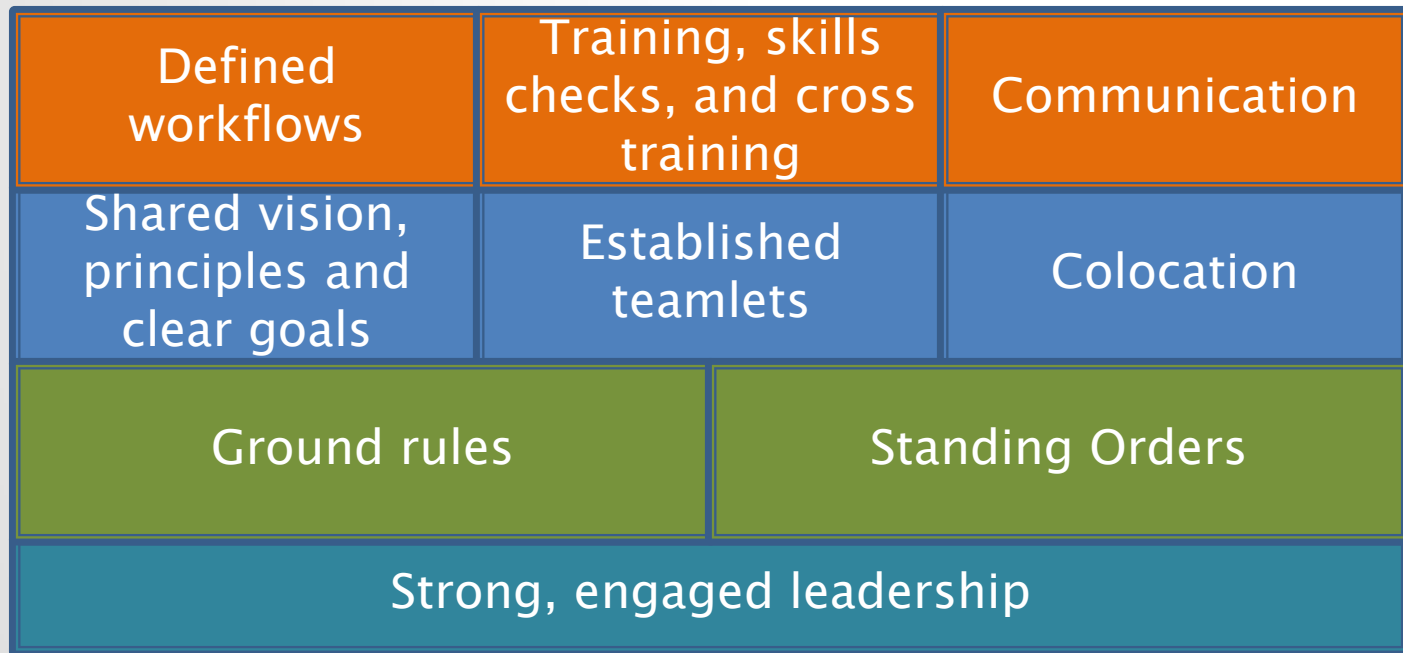 Defined
workflows
Training, skills
checks, and cross
training
Communication
Shared vision,
principles and
clear goals
Established
teamlets
Colocation
Ground rules
Standing Orders
Strong, engaged leadership